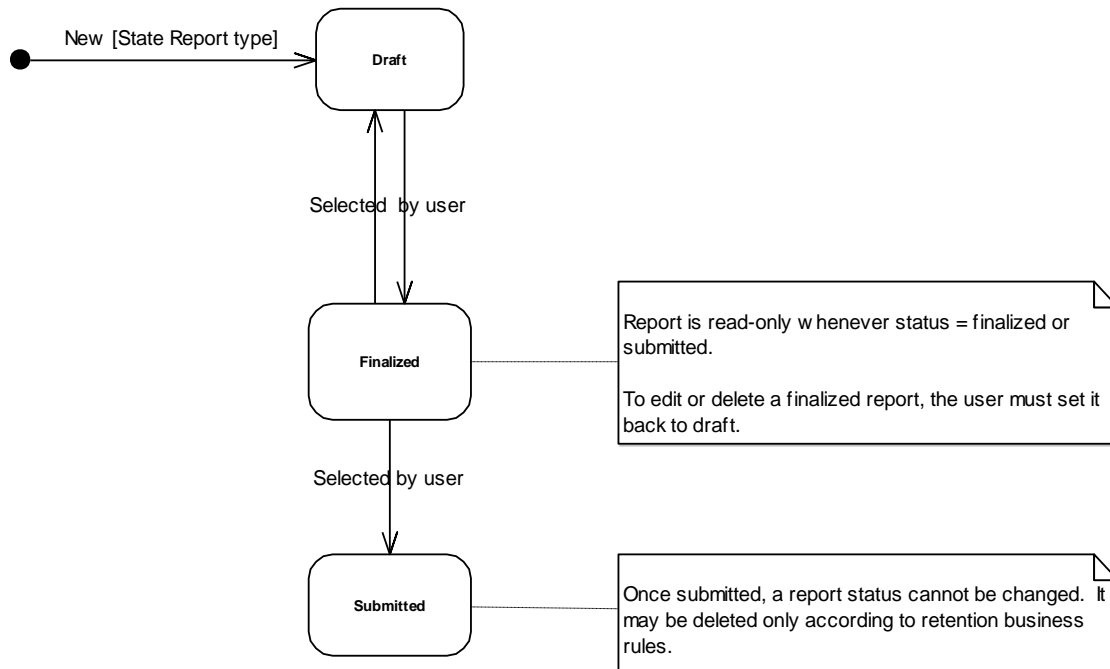 New [State Report type]
Draft
Selected by user
Finalized
Report is read-only whenever status = finalized or
submitted.
To edit or delete a finalized report, the user must set it
back to draft.
Selected by user
Submitted
Once submitted, a report status cannot be changed. It
may be deleted only according to retention business
rules.